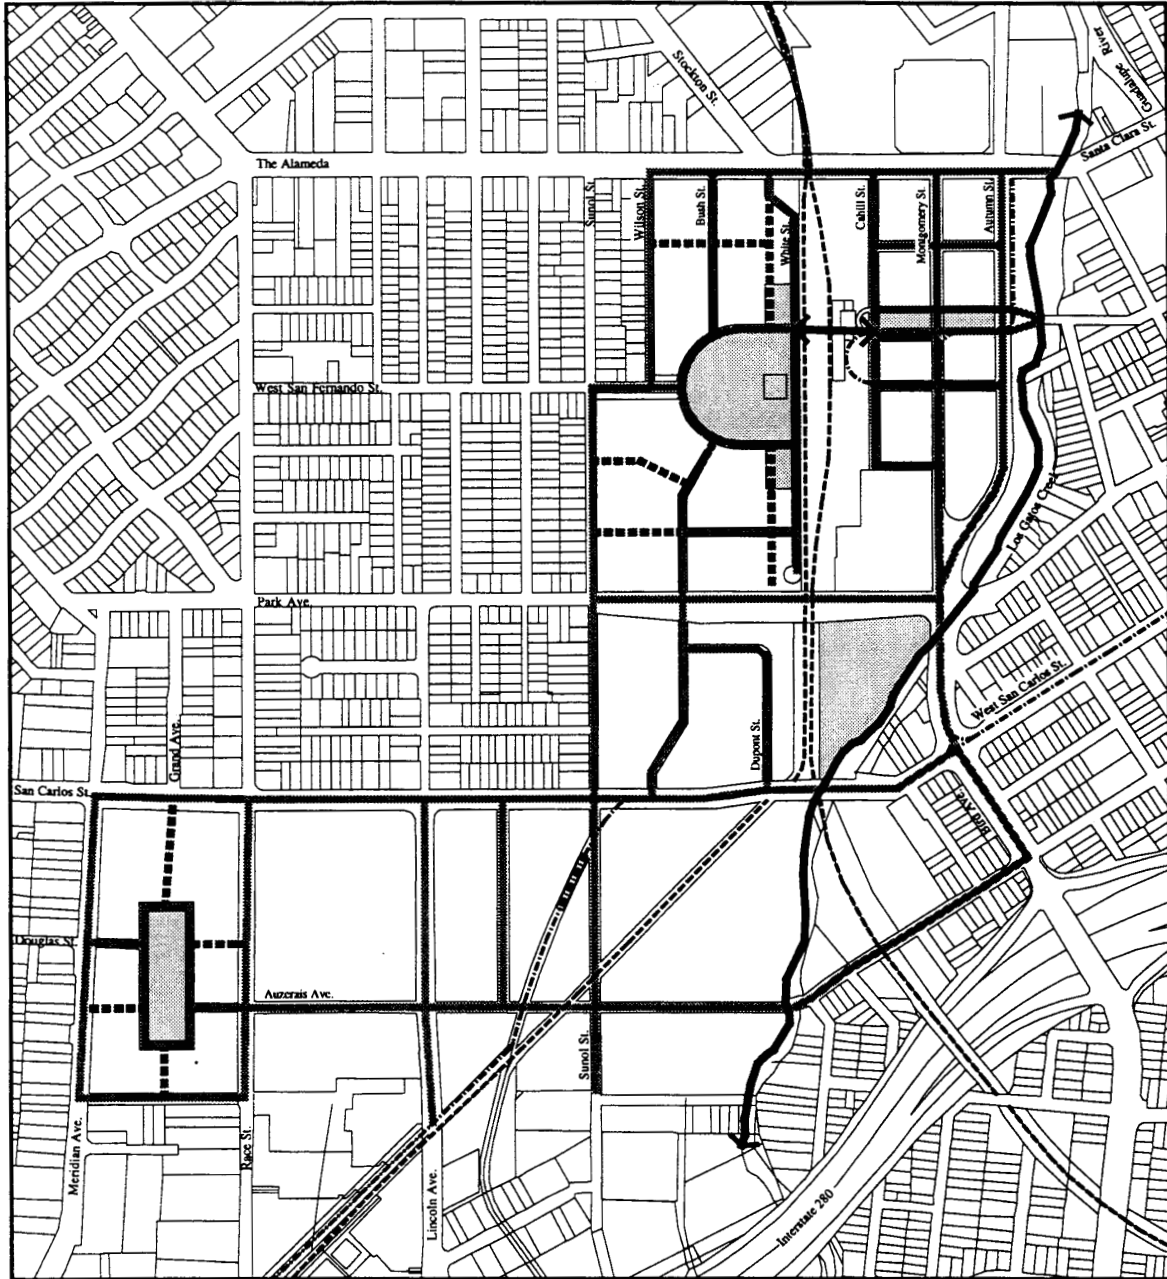 Stockton St.
River
Guadalupe
Santa Clara St.
The Alameda
Sunol St.
Wilson St.
Bush St.
White St.
Cahill St.
Montgomery St.
Autumn St.
West San Fernando St.
Los Gatos Creek
Park Ave.
West San Carlos St.
Grand Ave.
Dupont St.
San Carlos St.
Bird Ave.
Douglas St.
Auzerais Ave.
Sunol St.
Meridian Ave.
Race St.
Lincoln Ave.
Interstate 280